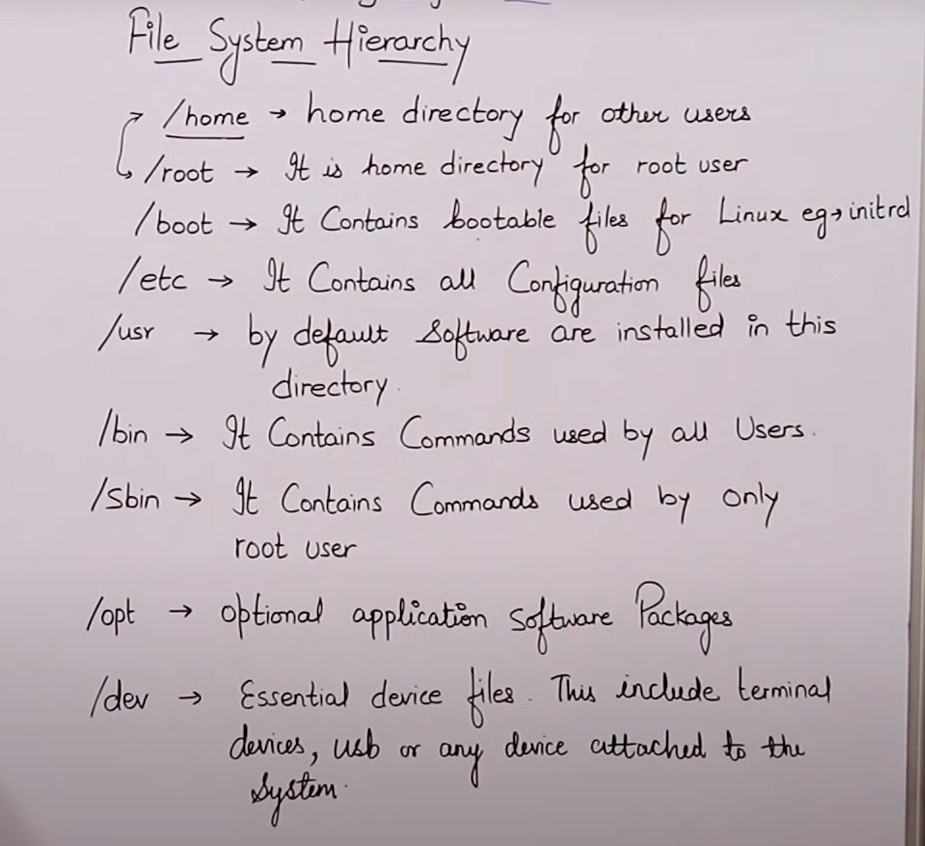 File System Hierarchy
/home → home directory for other users
/root → It is home directory for root user
/boot → It Contains bootable files for Linux eg→initrd
/etc → It Contains all Configuration files
/usr → by default Software are installed in this
directory.
/bin → It Contains Commands used by all Users.
/Sbin → It Contains Commands used by only
root user
/opt → optional application Software Packages
/dev → Essential device files. This include terminal
devices, usb or any device attached to the
System.